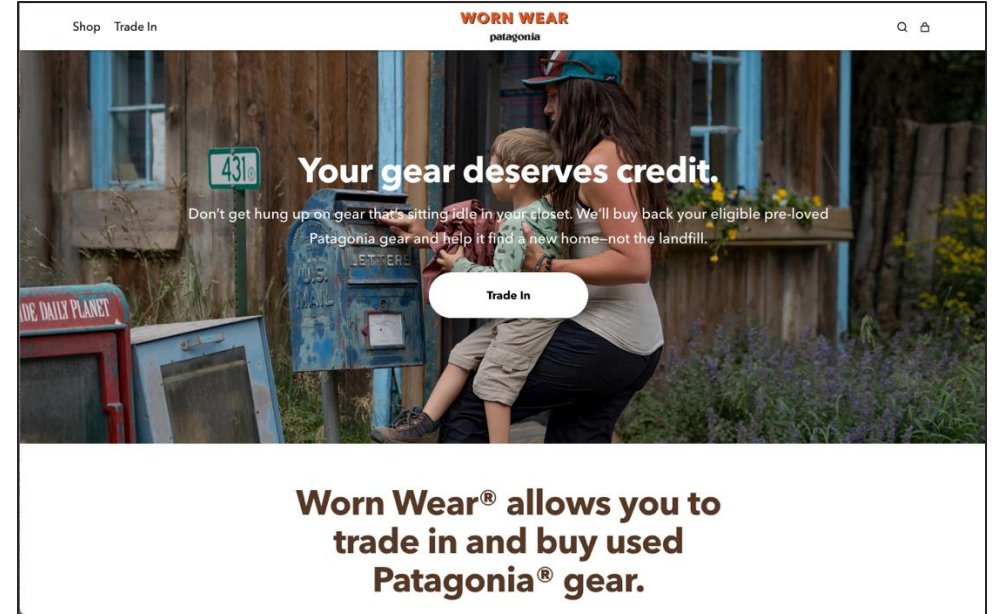 Shop Trade In
WORN WEAR
patagonia
Your gear deserves credit.
Don't get hung up on gear that's sitting idle in your closet. We'll buy back your eligible pre-loved
Patagonia gear and help it find a new home–not the landfill.
Trade In
431
LETTERS
U.S.
MAIL
IDE DAILY PLANET
Worn Wear® allows you to
trade in and buy used
Patagonia® gear.